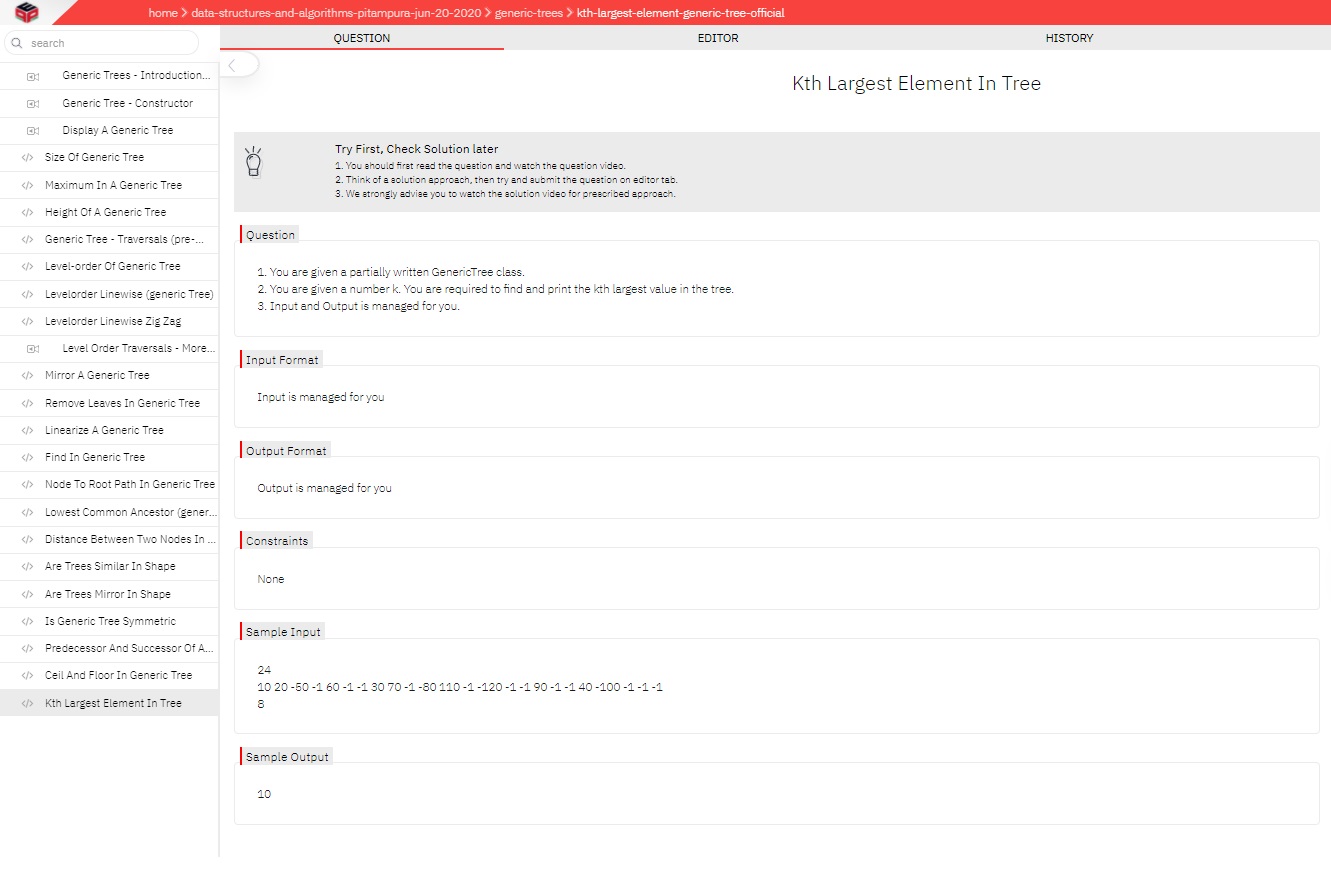 home > data-structures-and-algorithms-pitampura-jun-20-2020 > generic-trees > kth-largest-element-generic-tree-official
search
Generic Trees - Introduction...
Generic Tree - Constructor
Display A Generic Tree
Size Of Generic Tree
Maximum In A Generic Tree
Height Of A Generic Tree
Generic Tree - Traversals (pre-...
Level-order Of Generic Tree
Levelorder Linewise (generic Tree)
Levelorder Linewise Zig Zag
Level Order Traversals - More...
Mirror A Generic Tree
Remove Leaves In Generic Tree
Linearize A Generic Tree
Find In Generic Tree
Node To Root Path In Generic Tree
Lowest Common Ancestor (gener...
Distance Between Two Nodes In ...
Are Trees Similar In Shape
Are Trees Mirror In Shape
Is Generic Tree Symmetric
Predecessor And Successor Of A...
Ceil And Floor In Generic Tree
Kth Largest Element In Tree
QUESTION EDITOR HISTORY
Kth Largest Element In Tree
Try First, Check Solution later
1. You should first read the question and watch the question video.
2. Think of a solution approach, then try and submit the question on editor tab.
3. We strongly advise you to watch the solution video for prescribed approach.
Question
1. You are given a partially written GenericTree class.
2. You are given a number k. You are required to find and print the kth largest value in the tree.
3. Input and Output is managed for you.
Input Format
Input is managed for you
Output Format
Output is managed for you
Constraints
None
Sample Input
24
10 20 -50 -1 60 -1 -1 30 70 -1 -80 110 -1 -120 -1 -1 90 -1 -1 40 -100 -1 -1 -1
8
Sample Output
10